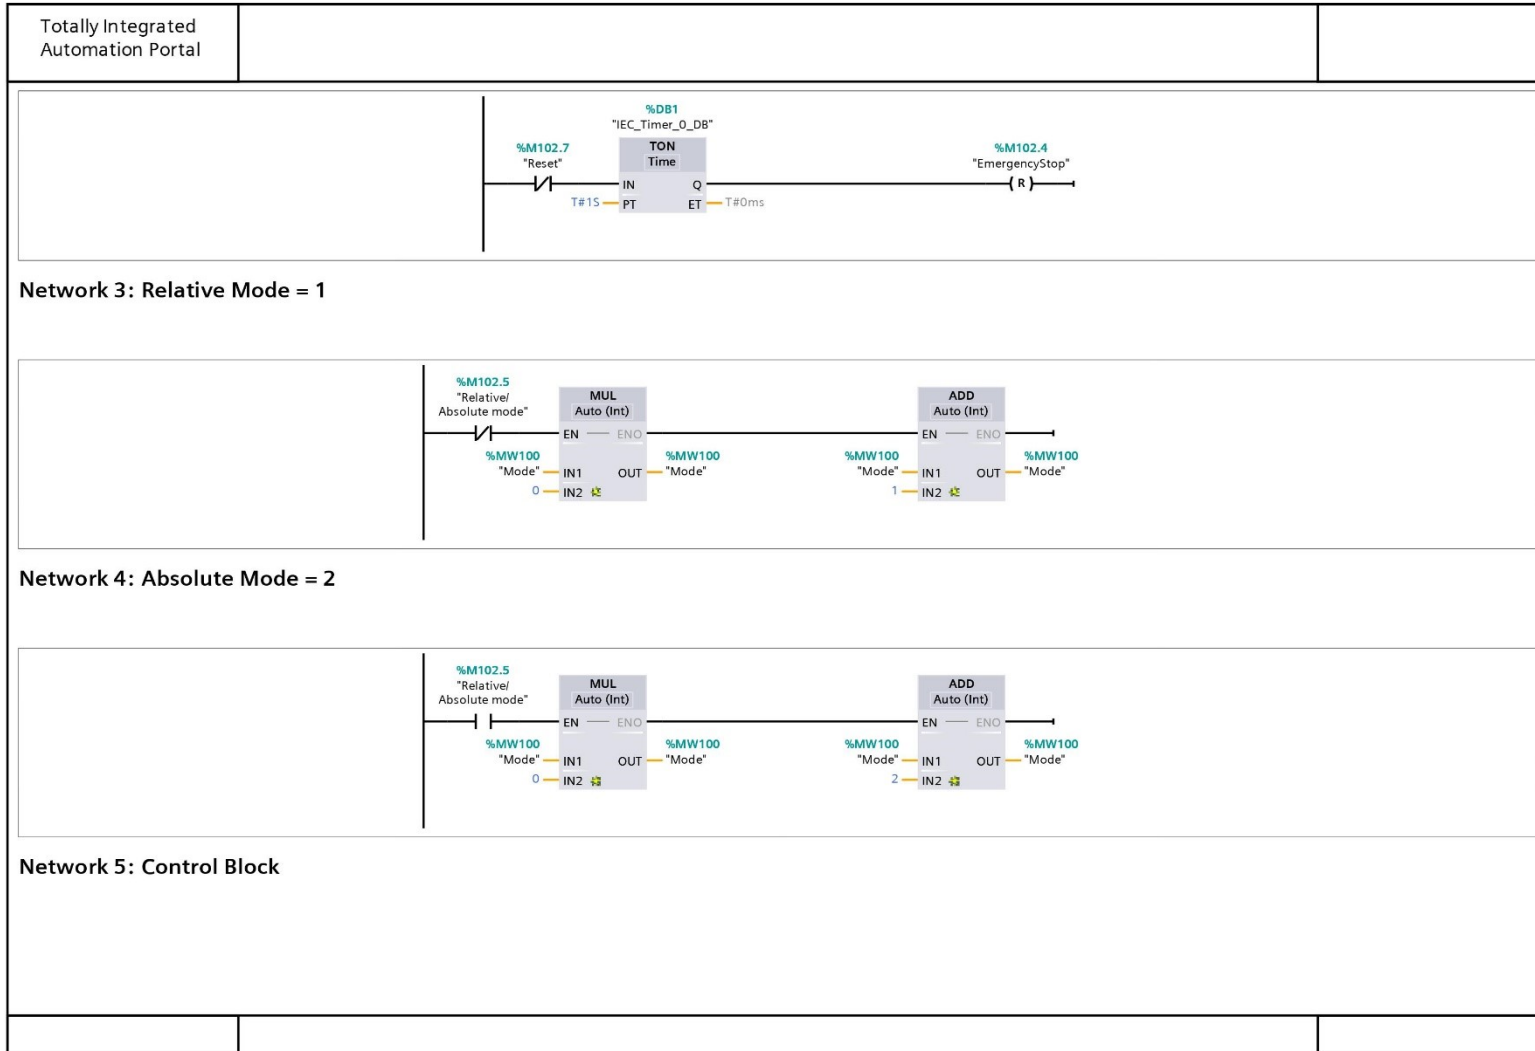 Totally Integrated
Automation Portal
%DB1
"IEC_Timer_0_DB"
%M102.7
"Reset"
TON
Time
%M102.4
"EmergencyStop"
IN
Q
R
T#1S
PT
ET
T#0ms
Network 3: Relative Mode = 1
%M102.5
"Relative/
Absolute mode"
MUL
Auto (Int)
ADD
Auto (Int)
EN
ENO
EN
ENO
%MW100
"Mode"
%MW100
"Mode"
%MW100
"Mode"
%MW100
"Mode"
IN1
OUT
IN1
OUT
0
IN2
1
IN2
Network 4: Absolute Mode = 2
%M102.5
"Relative/
Absolute mode"
MUL
Auto (Int)
ADD
Auto (Int)
EN
ENO
EN
ENO
%MW100
"Mode"
%MW100
"Mode"
%MW100
"Mode"
%MW100
"Mode"
IN1
OUT
IN1
OUT
0
IN2
2
IN2
Network 5: Control Block